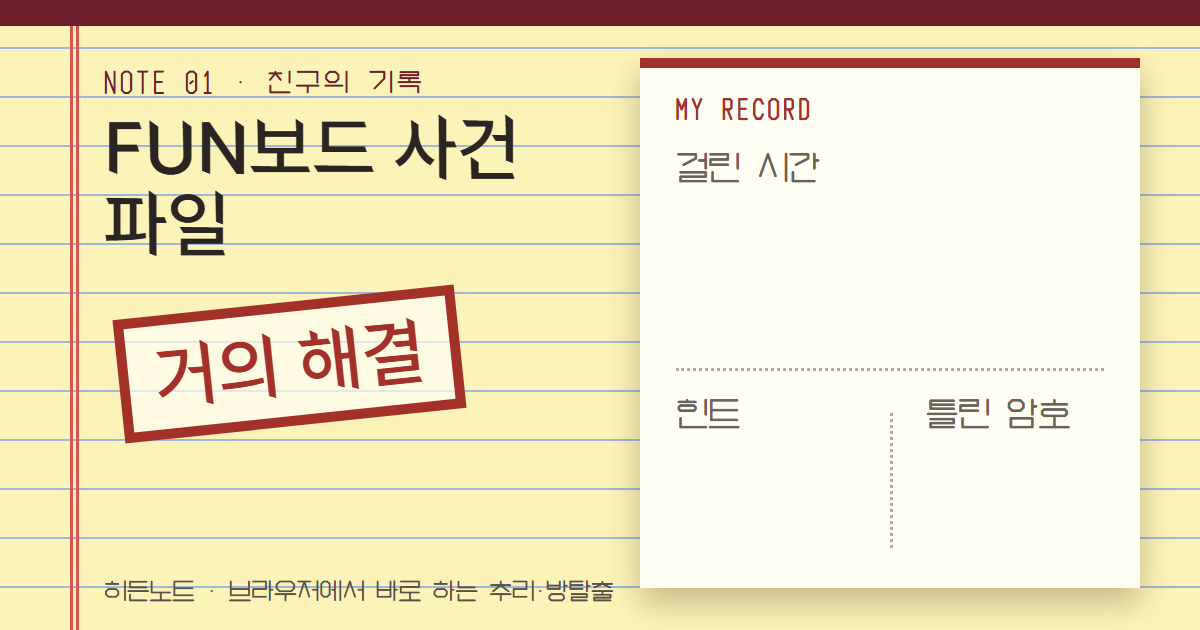 NOTE 01 · 친구의 기록
FUN보드 사건
파일
거의 해결
히든노트 · 브라우저에서 바로 하는 추리·방탈출
MY RECORD
걸린 시간
힌트
틀린 암호